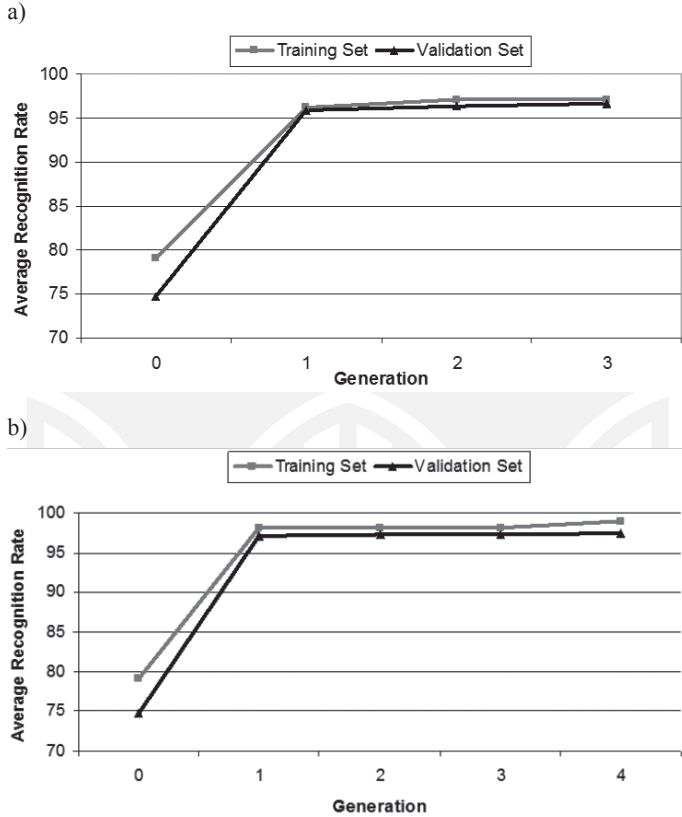 a)
Training Set Validation Set
100
95
90
85
80
75
70
Average Recognition Rate
0 1 2 3
Generation
b)
Training Set Validation Set
100
95
90
85
80
75
70
Average Recognition Rate
0 1 2 3 4
Generation